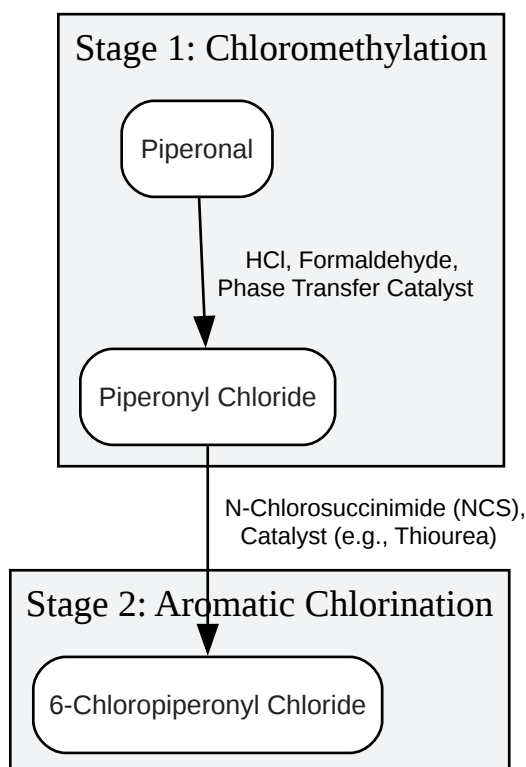 Stage 1: Chloromethylation
Piperonal
HCl, Formaldehyde,
Phase Transfer Catalyst
Piperonyl Chloride
N-Chlorosuccinimide (NCS),
Catalyst (e.g., Thiourea)
Stage 2: Aromatic Chlorination
6-Chloropiperonyl Chloride